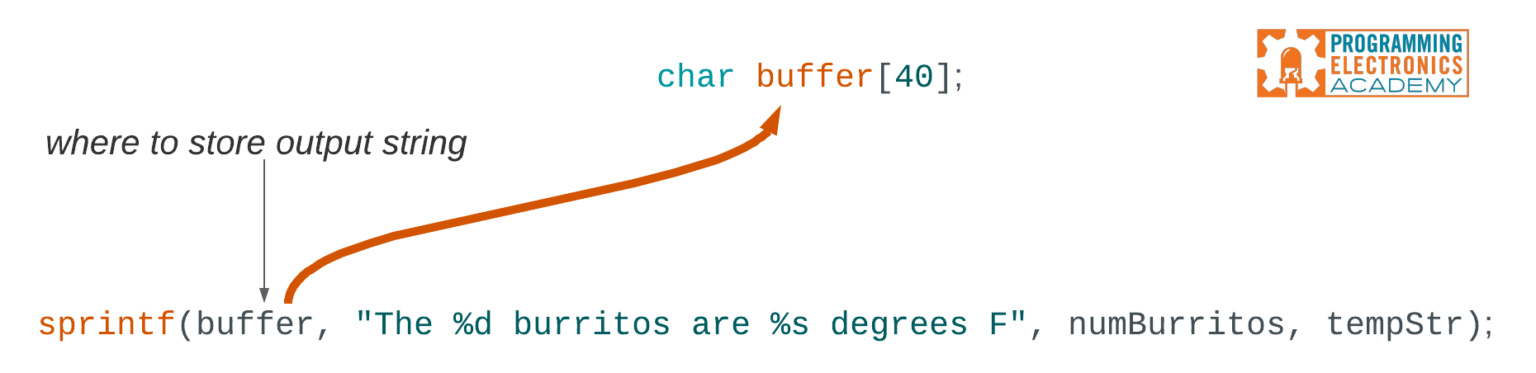 PROGRAMMING
ELECTRONICS
ACADEMY
char buffer[40];
where to store output string
sprintf(buffer, "The %d burritos are %s degrees F", numBurritos, tempStr);